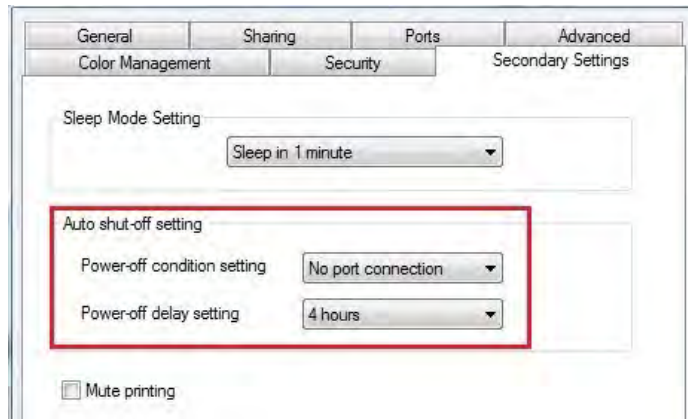 General Sharing Ports Advanced
Color Management Security Secondary Settings
Sleep Mode Setting
Sleep in 1 minute
Auto shut-off setting
Power-off condition setting No port connection
Power-off delay setting 4 hours
Mute printing